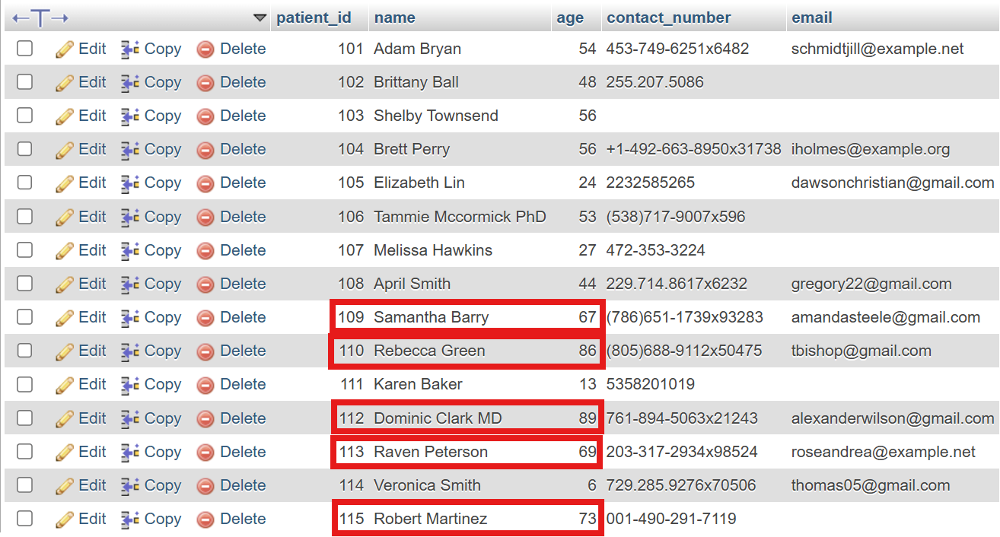 patient_id name age contact_number email
Edit Copy Delete 101 Adam Bryan 54 453-749-6251x6482 schmidtjill@example.net
Edit Copy Delete 102 Brittany Ball 48 255.207.5086
Edit Copy Delete 103 Shelby Townsend 56
Edit Copy Delete 104 Brett Perry 56 +1-492-663-8950x31738 iholmes@example.org
Edit Copy Delete 105 Elizabeth Lin 24 2232585265 dawsonchristian@gmail.com
Edit Copy Delete 106 Tammie Mccormick PhD 53 (538)717-9007x596
Edit Copy Delete 107 Melissa Hawkins 27 472-353-3224
Edit Copy Delete 108 April Smith 44 229.714.8617x6232 gregory22@gmail.com
Edit Copy Delete 109 Samantha Barry 67 (786)651-1739x93283 amandasteele@gmail.com
Edit Copy Delete 110 Rebecca Green 86 (805)688-9112x50475 tbishop@gmail.com
Edit Copy Delete 111 Karen Baker 13 5358201019
Edit Copy Delete 112 Dominic Clark MD 89 761-894-5063x21243 alexanderwilson@gmail.com
Edit Copy Delete 113 Raven Peterson 69 203-317-2934x98524 roseandrea@example.net
Edit Copy Delete 114 Veronica Smith 6 729.285.9276x70506 thomas05@gmail.com
Edit Copy Delete 115 Robert Martinez 73 001-490-291-7119